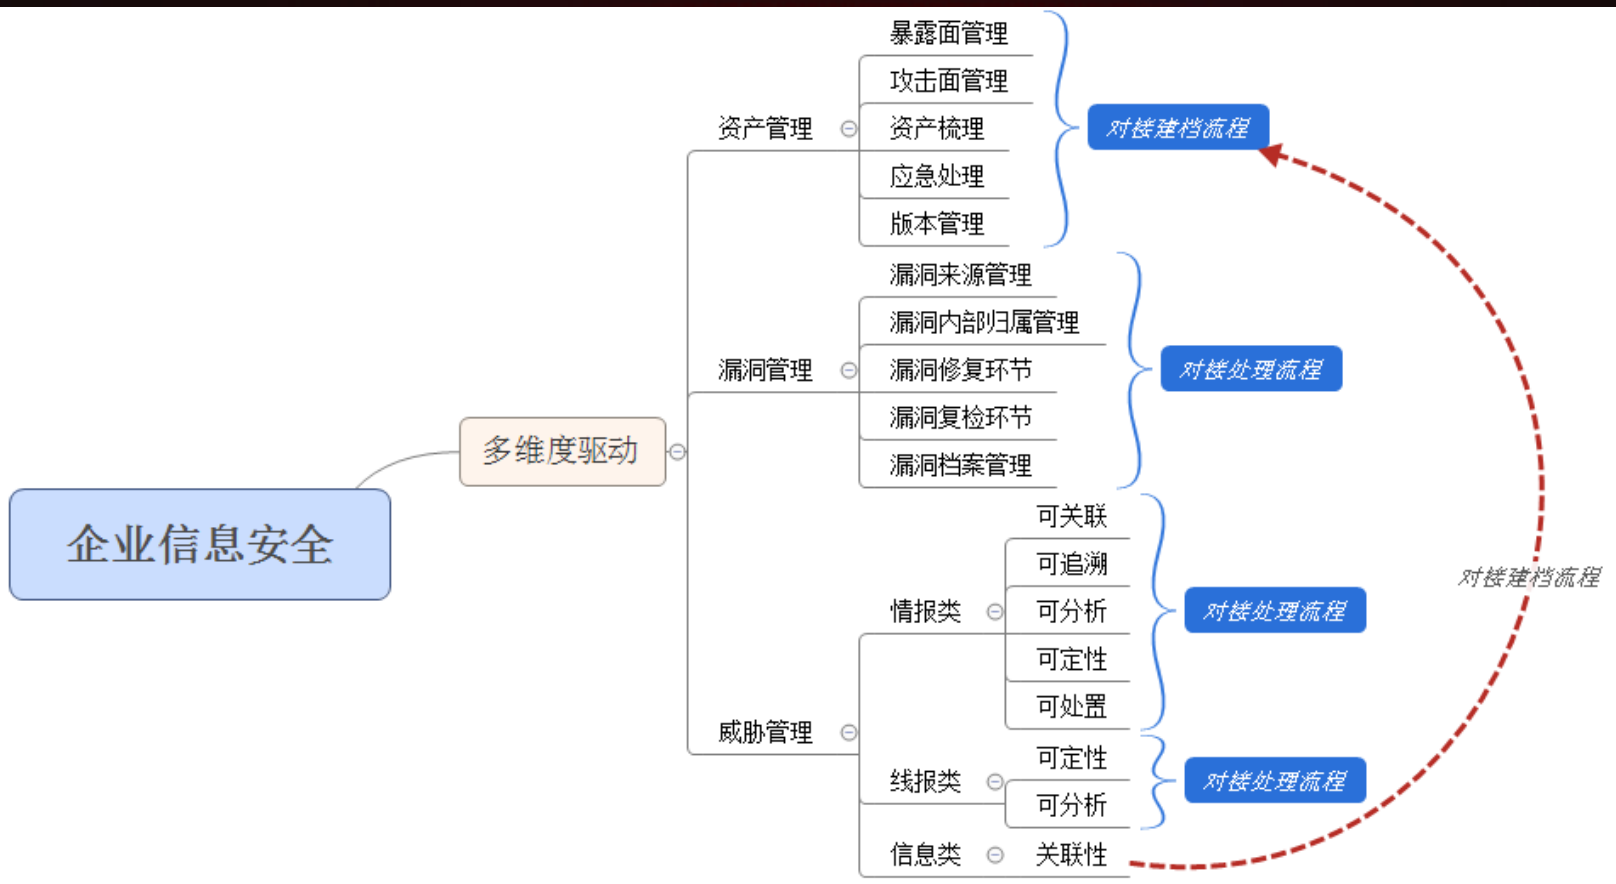 企业信息安全
多维度驱动
资产管理
暴露面管理
攻击面管理
资产梳理
应急处理
版本管理
对接建档流程
漏洞管理
漏洞来源管理
漏洞内部归属管理
漏洞修复环节
漏洞复检环节
漏洞档案管理
对接处理流程
威胁管理
情报类
可关联
可追溯
可分析
可定性
可处置
对接处理流程
线报类
可定性
可分析
对接处理流程
信息类
关联性
对接建档流程